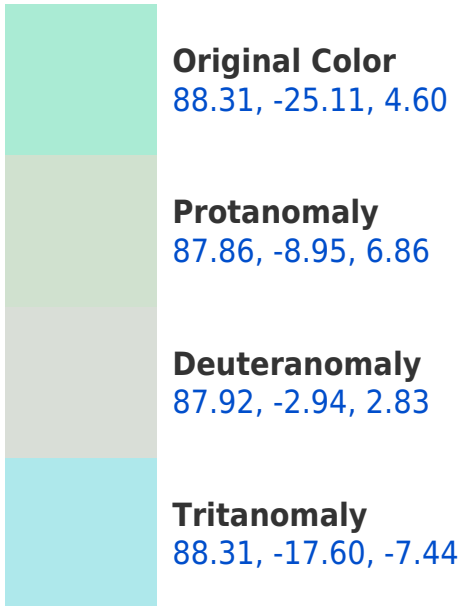 Original Color
88.31, -25.11, 4.60
Protanomaly
87.86, -8.95, 6.86
Deuteranomaly
87.92, -2.94, 2.83
Tritanomaly
88.31, -17.60, -7.44